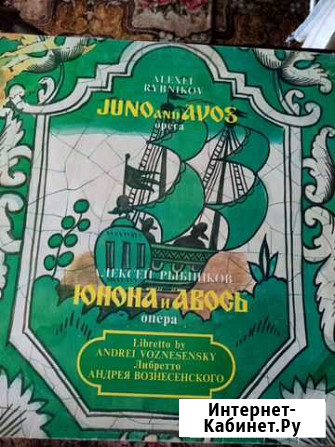 ALEXEI
RYBNIKOV
JUNO AND AVOS
opera
АЛЕКСЕЙ РЫБНИКОВ
ЮНОНА И АВОСЬ
опера
Libretto by
ANDREI VOZNESENSKY
Либретто
АНДРЕЯ ВОЗНЕСЕНСКОГО
Интернет-
Кабинет.Ру